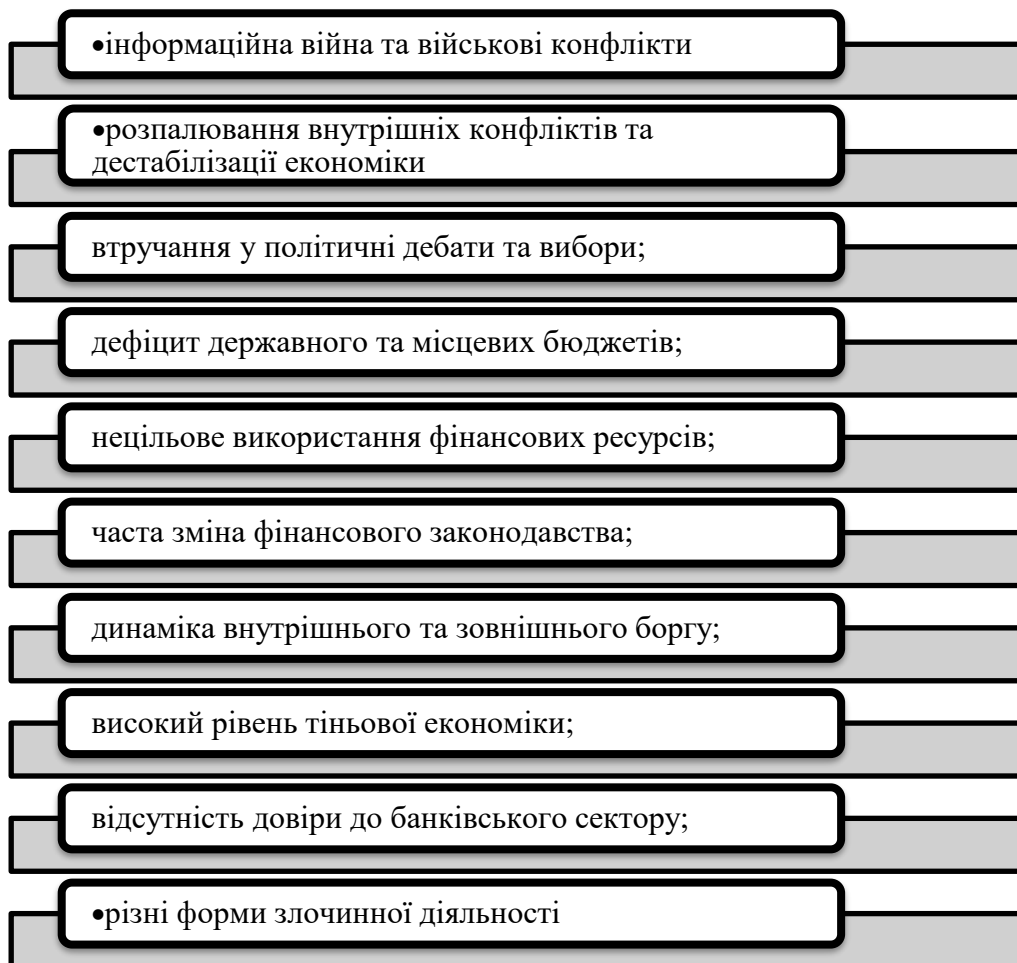 •інформаційна війна та військові конфлікти
•розпалювання внутрішніх конфліктів та
дестабілізації економіки
втручання у політичні дебати та вибори;
дефіцит державного та місцевих бюджетів;
нецільове використання фінансових ресурсів;
часта зміна фінансового законодавства;
динаміка внутрішнього та зовнішнього боргу;
високий рівень тіньової економіки;
відсутність довіри до банківського сектору;
•різні форми злочинної діяльності